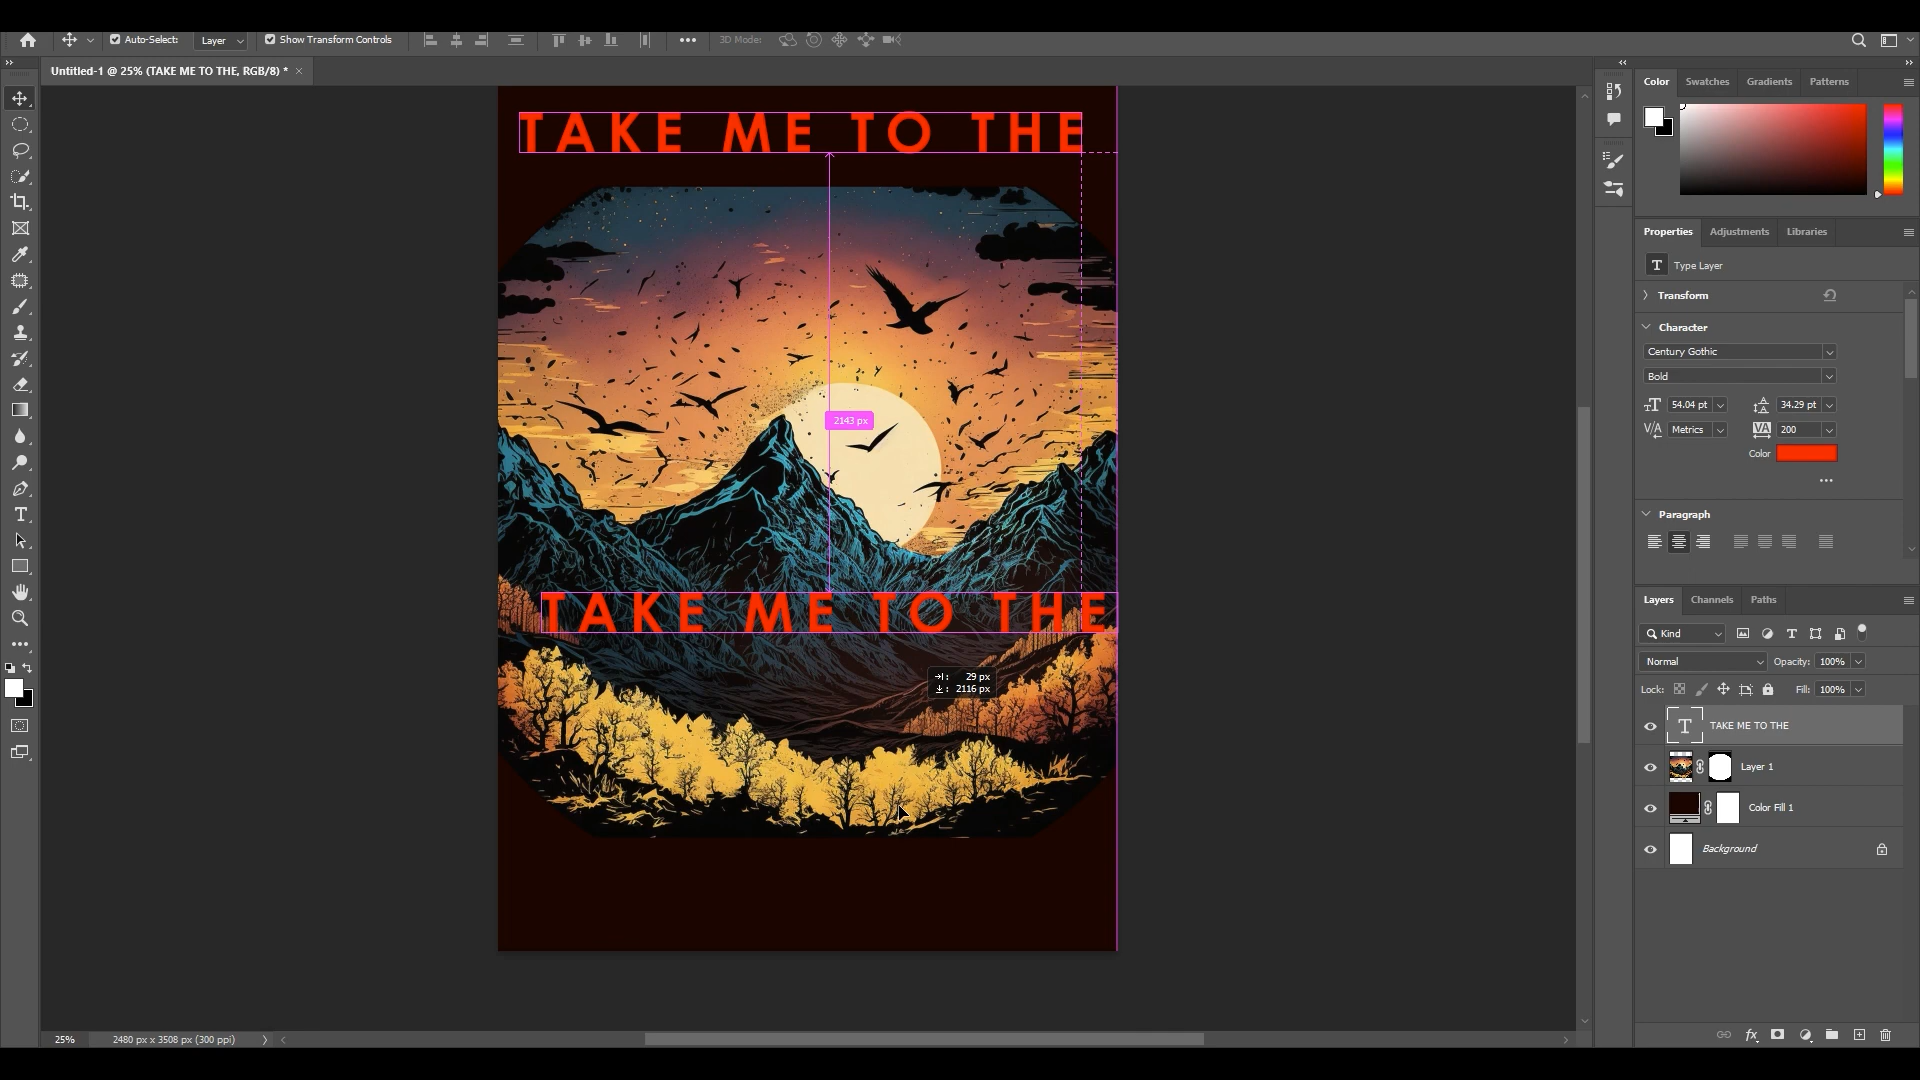 Auto-Select:
Layer
Show Transform Controls
3D Mode:
Untitled-1 @ 25% (TAKE ME TO THE, RGB/8) *
TAKE ME TO THE
2143 px
TAKE ME TO THE
29 px
2116 px
25%
2480 px x 3508 px (300 ppi)
Color
Swatches
Gradients
Patterns
Properties
Adjustments
Libraries
T
Type Layer
Transform
Character
Century Gothic
Bold
54.04 pt
34.29 pt
Metrics
200
Color
Paragraph
Layers
Channels
Paths
Kind
Normal
Opacity: 100%
Lock:
Fill: 100%
T
TAKE ME TO THE
Layer 1
Color Fill 1
Background
fx